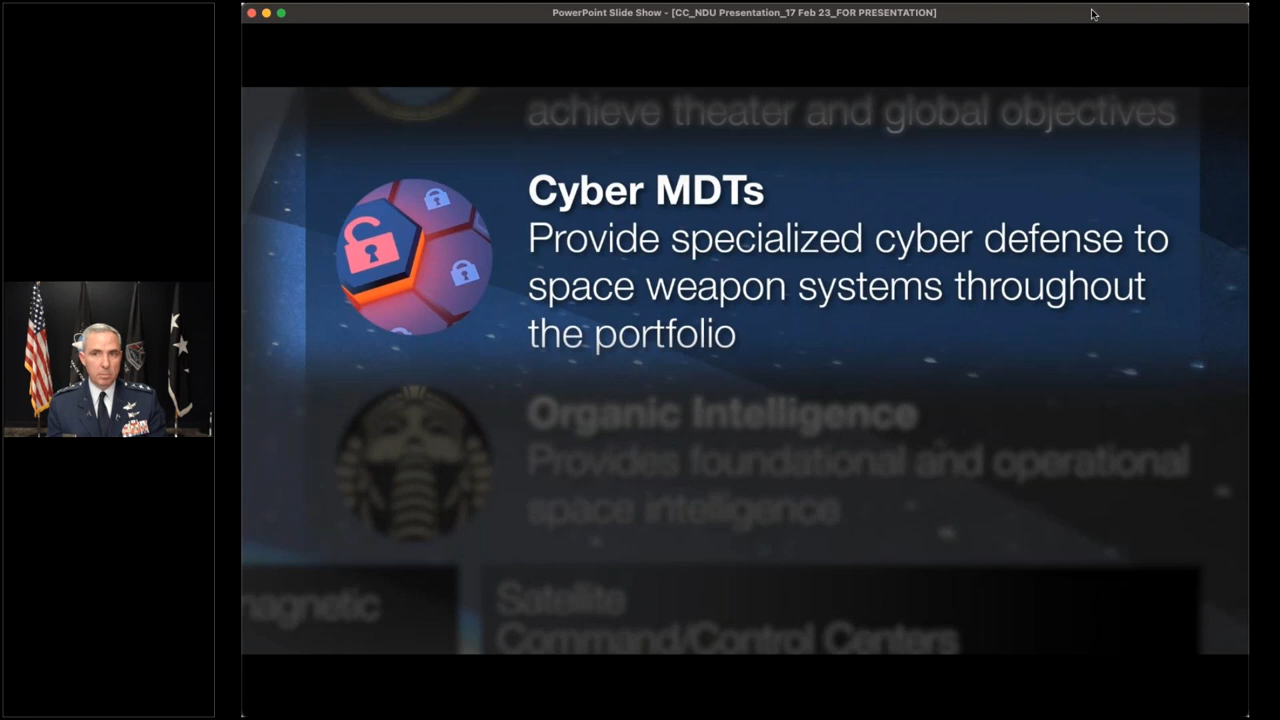 PowerPoint Slide Show - [CC_NDU Presentation_17 Feb 23_FOR PRESENTATION]
achieve theater and global objectives
Cyber MDTs
Provide specialized cyber defense to
space weapon systems throughout
the portfolio
Organic Intelligence
Provides foundational and operational
space intelligence
magnetic
Satellite
Command/Control Centers